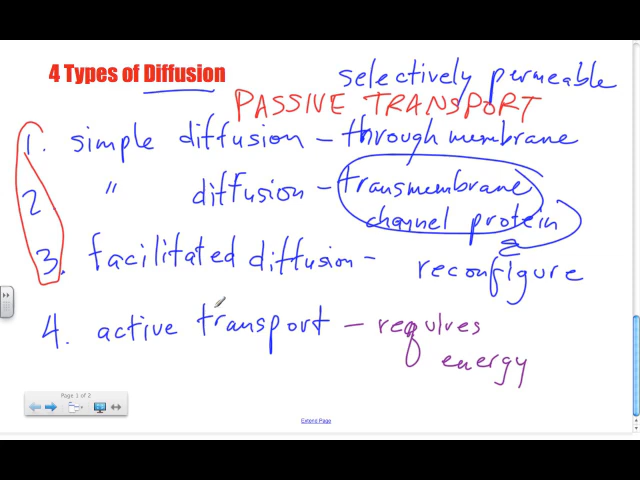 4 Types of Diffusion
selectively permeable
PASSIVE TRANSPORT
1. simple diffusion – through membrane
2 " diffusion – transmembrane
channel protein
3. facilitated diffusion – reconfigure
4. active transport – requires
energy
Page 1 of 2
Extend Page